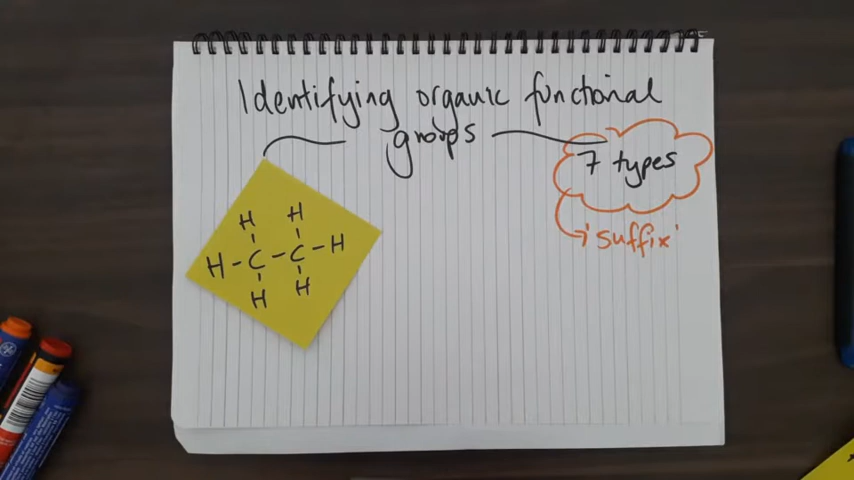 Identifying organic functional
groups
7 types
'suffix'
H H
H - C - C - H
H H